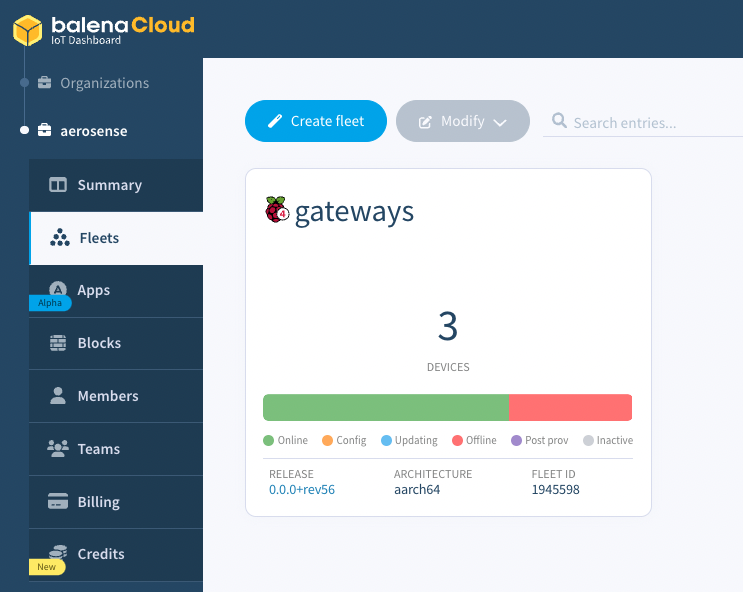 balenaCloud
IoT Dashboard
Organizations
aerosense
Summary
Fleets
Apps
Alpha
Blocks
Members
Teams
Billing
Credits
New
Create fleet
Modify
Search entries...
4 gateways
3
DEVICES
Online Config Updating Offline Post prov Inactive
RELEASE ARCHITECTURE FLEET ID
0.0.0+rev56 aarch64 1945598